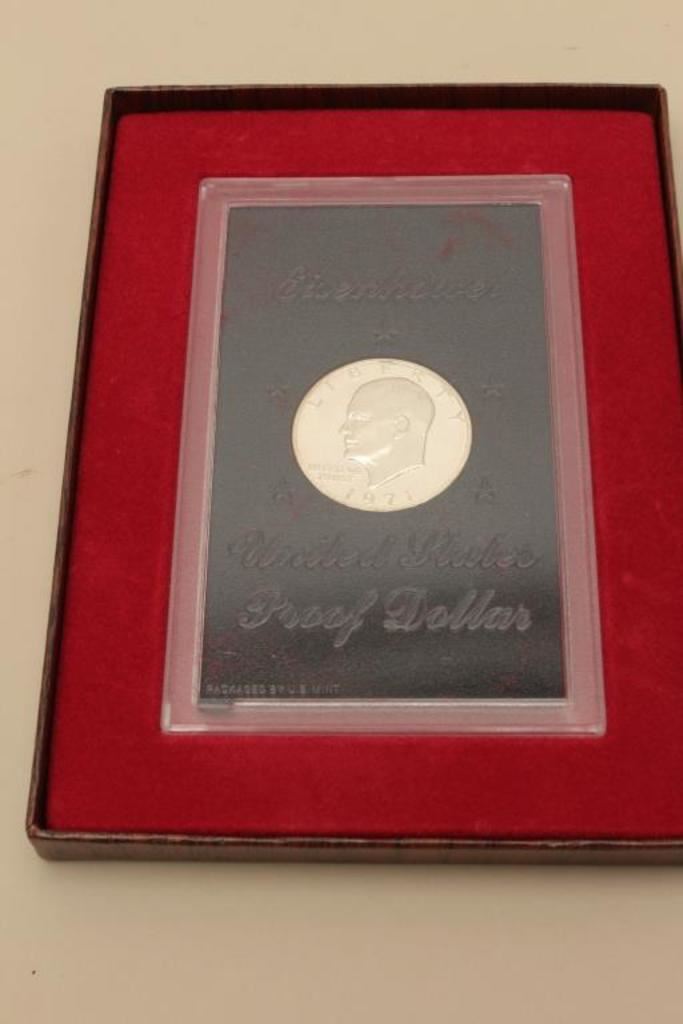 Eisenhower
LIBERTY
IN GOD WE
TRUST
1971
United States
Proof Dollar
PACKAGED BY U.S. MINT